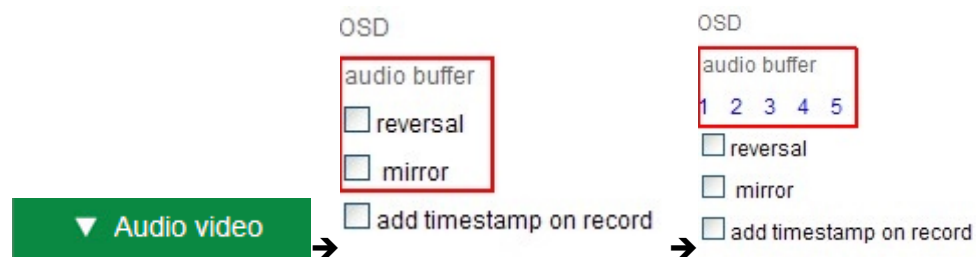 ▼ Audio video
➔
OSD
audio buffer
reversal
mirror
add timestamp on record
➔
OSD
audio buffer
1 2 3 4 5
reversal
mirror
add timestamp on record